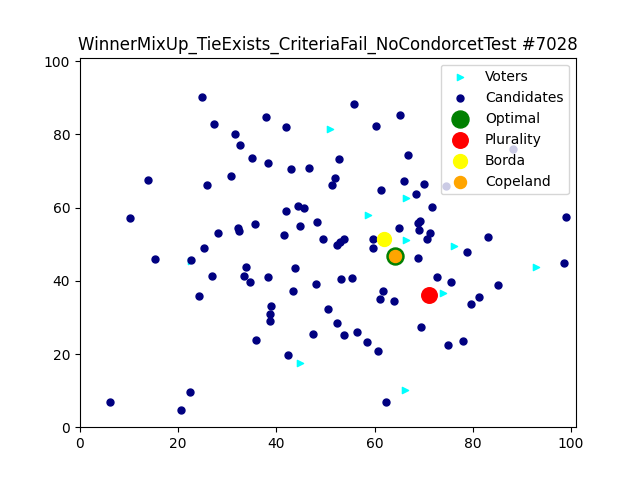 WinnerMixUp_TieExists_CriteriaFail_NoCondorcetTest #7028
100
80
60
40
20
0
0 20 40 60 80 100
Voters
Candidates
Optimal
Plurality
Borda
Copeland